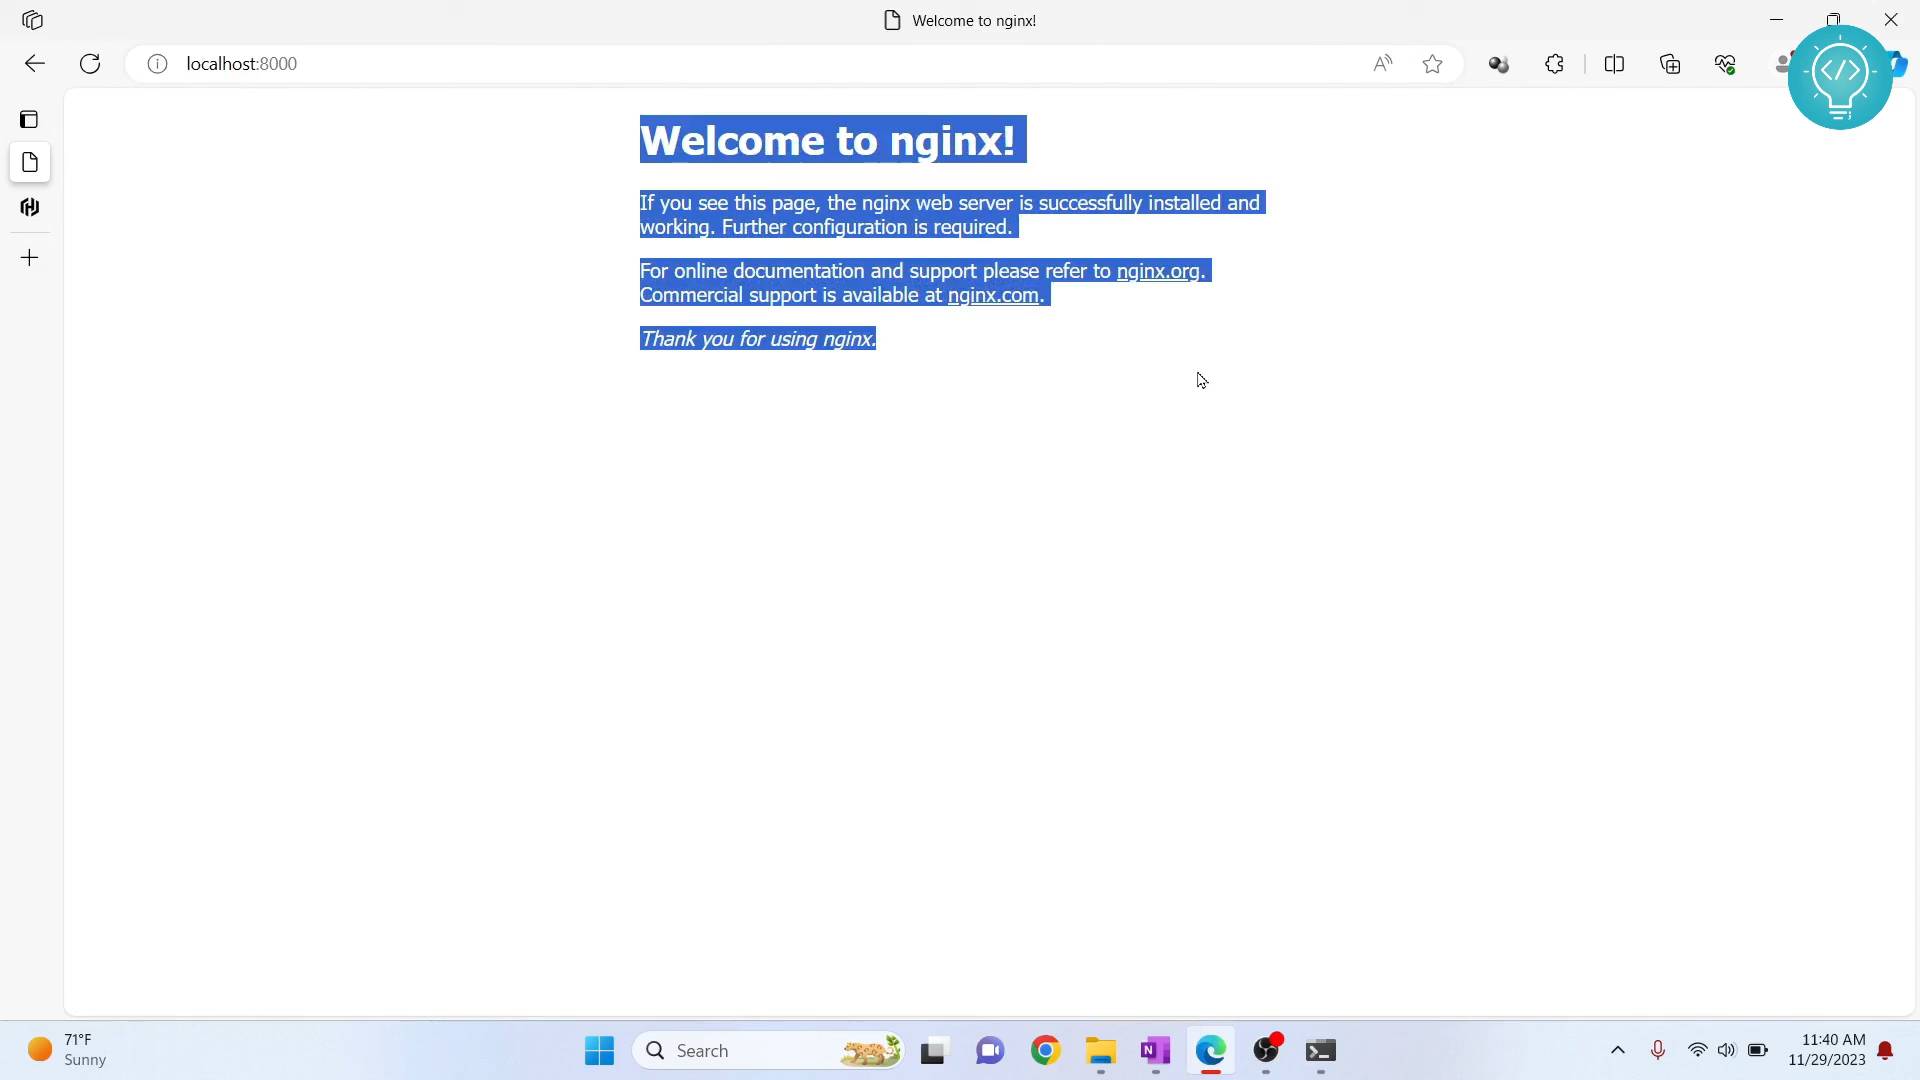 Welcome to nginx!
localhost:8000
Welcome to nginx!
If you see this page, the nginx web server is successfully installed and
working. Further configuration is required.
For online documentation and support please refer to nginx.org.
Commercial support is available at nginx.com.
Thank you for using nginx.
71°F
Sunny
Search
11:40 AM
11/29/2023